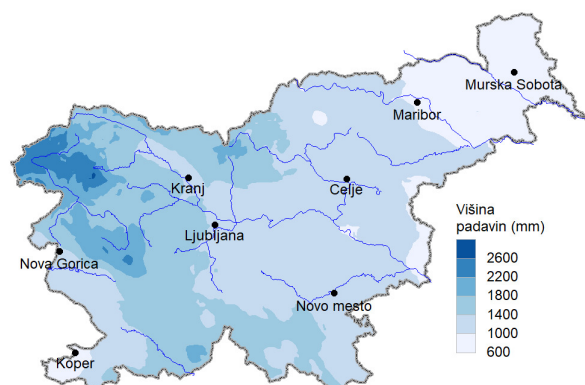 Murska Sobota
Maribor
Kranj
Celje
Ljubljana
Nova Gorica
Novo mesto
Koper
Višina
padavin (mm)
2600
2200
1800
1400
1000
600